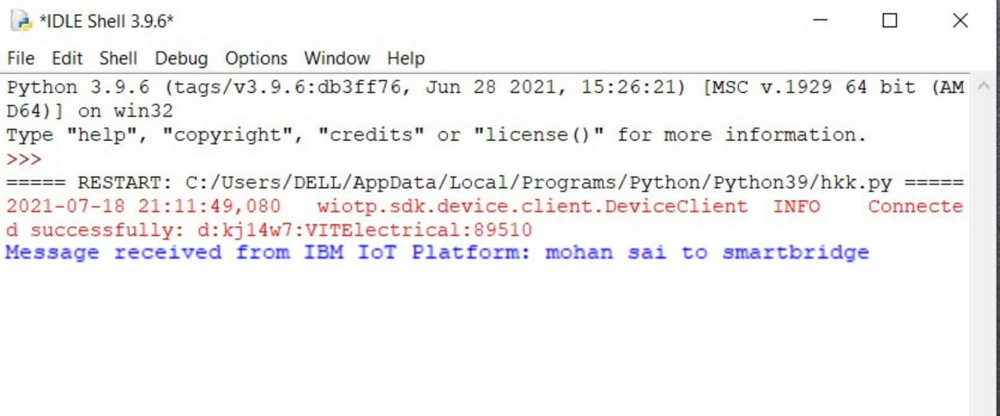 *IDLE Shell 3.9.6*
File Edit Shell Debug Options Window Help
Python 3.9.6 (tags/v3.9.6:db3ff76, Jun 28 2021, 15:26:21) [MSC v.1929 64 bit (AM
D64)] on win32
Type "help", "copyright", "credits" or "license()" for more information.
>>>
===== RESTART: C:/Users/DELL/AppData/Local/Programs/Python/Python39/hkk.py =====
2021-07-18 21:11:49,080   wiotp.sdk.device.client.DeviceClient  INFO    Connecte
d successfully: d:kj14w7:VITElectrical:89510
Message received from IBM IoT Platform: mohan sai to smartbridge